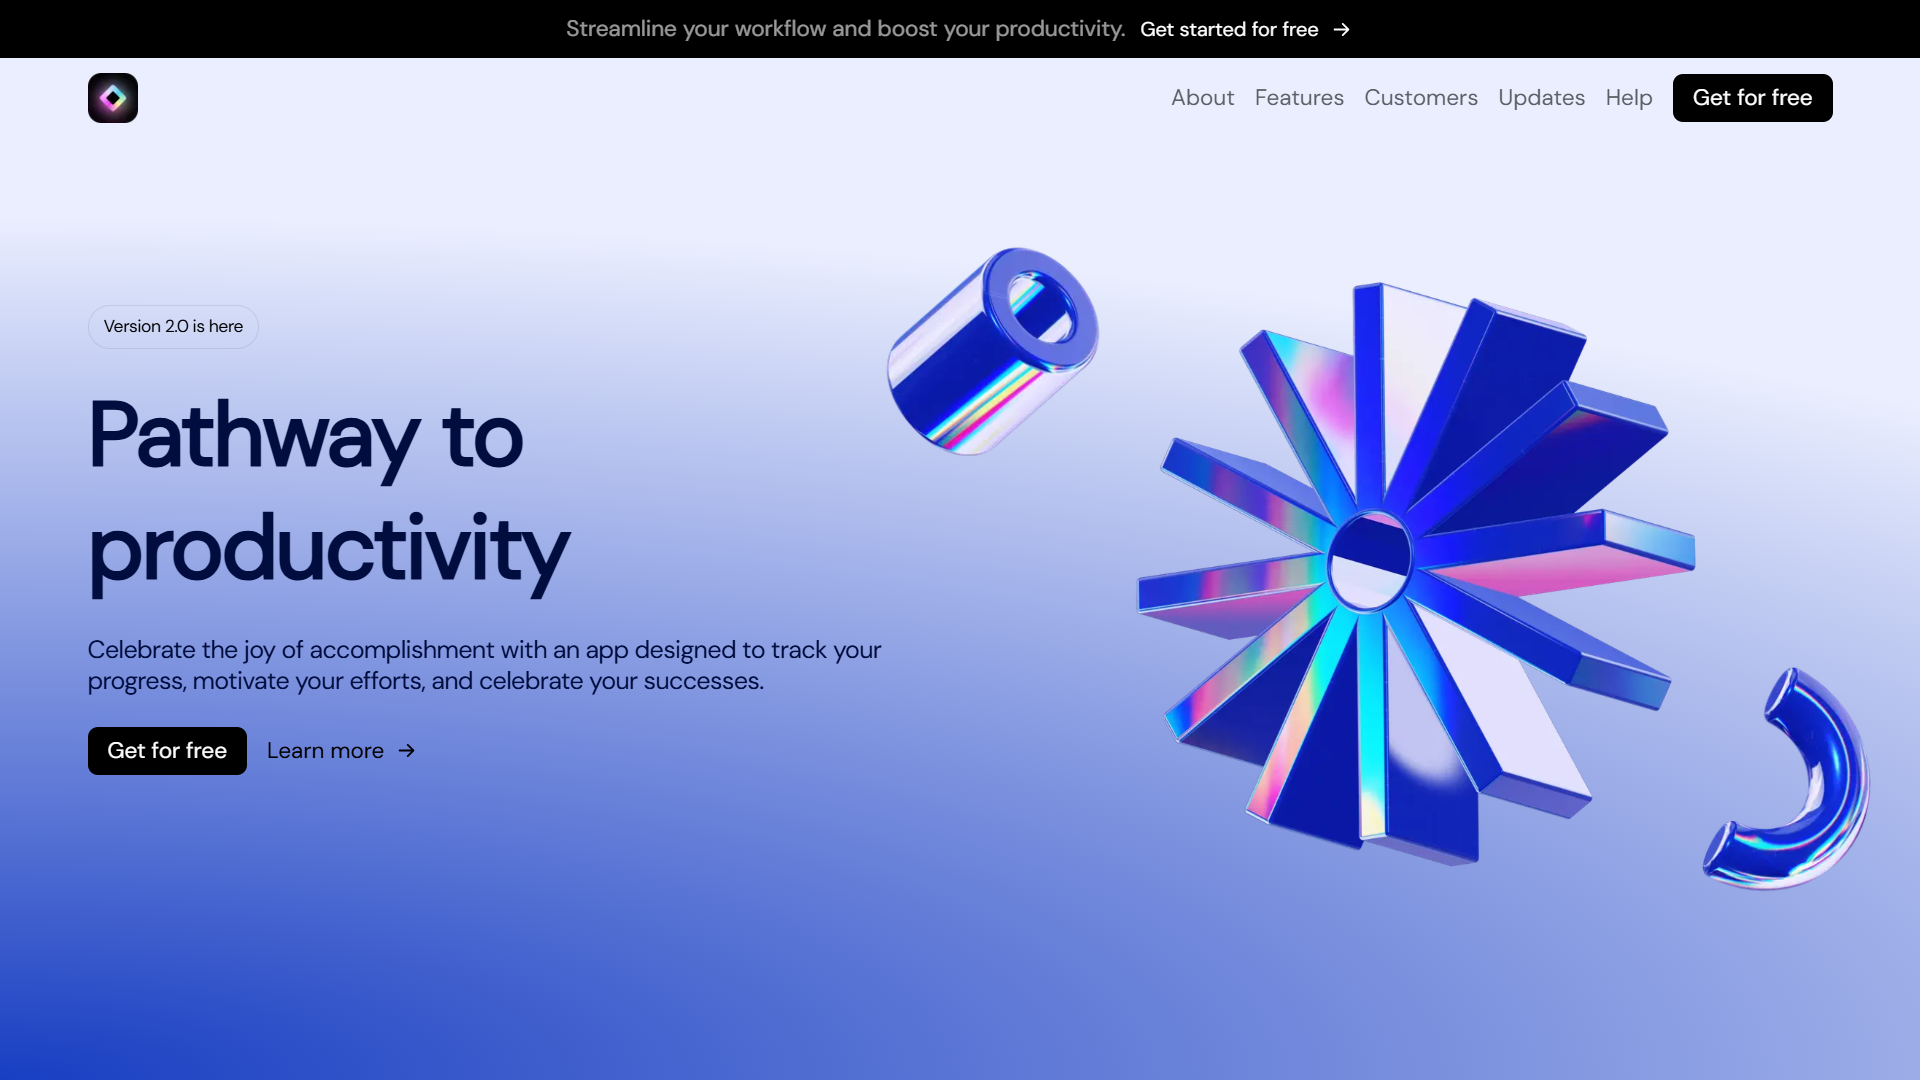 Streamline your workflow and boost your productivity. Get started for free →
About Features Customers Updates Help Get for free
Version 2.0 is here
Pathway to
productivity
Celebrate the joy of accomplishment with an app designed to track your
progress, motivate your efforts, and celebrate your successes.
Get for free Learn more →